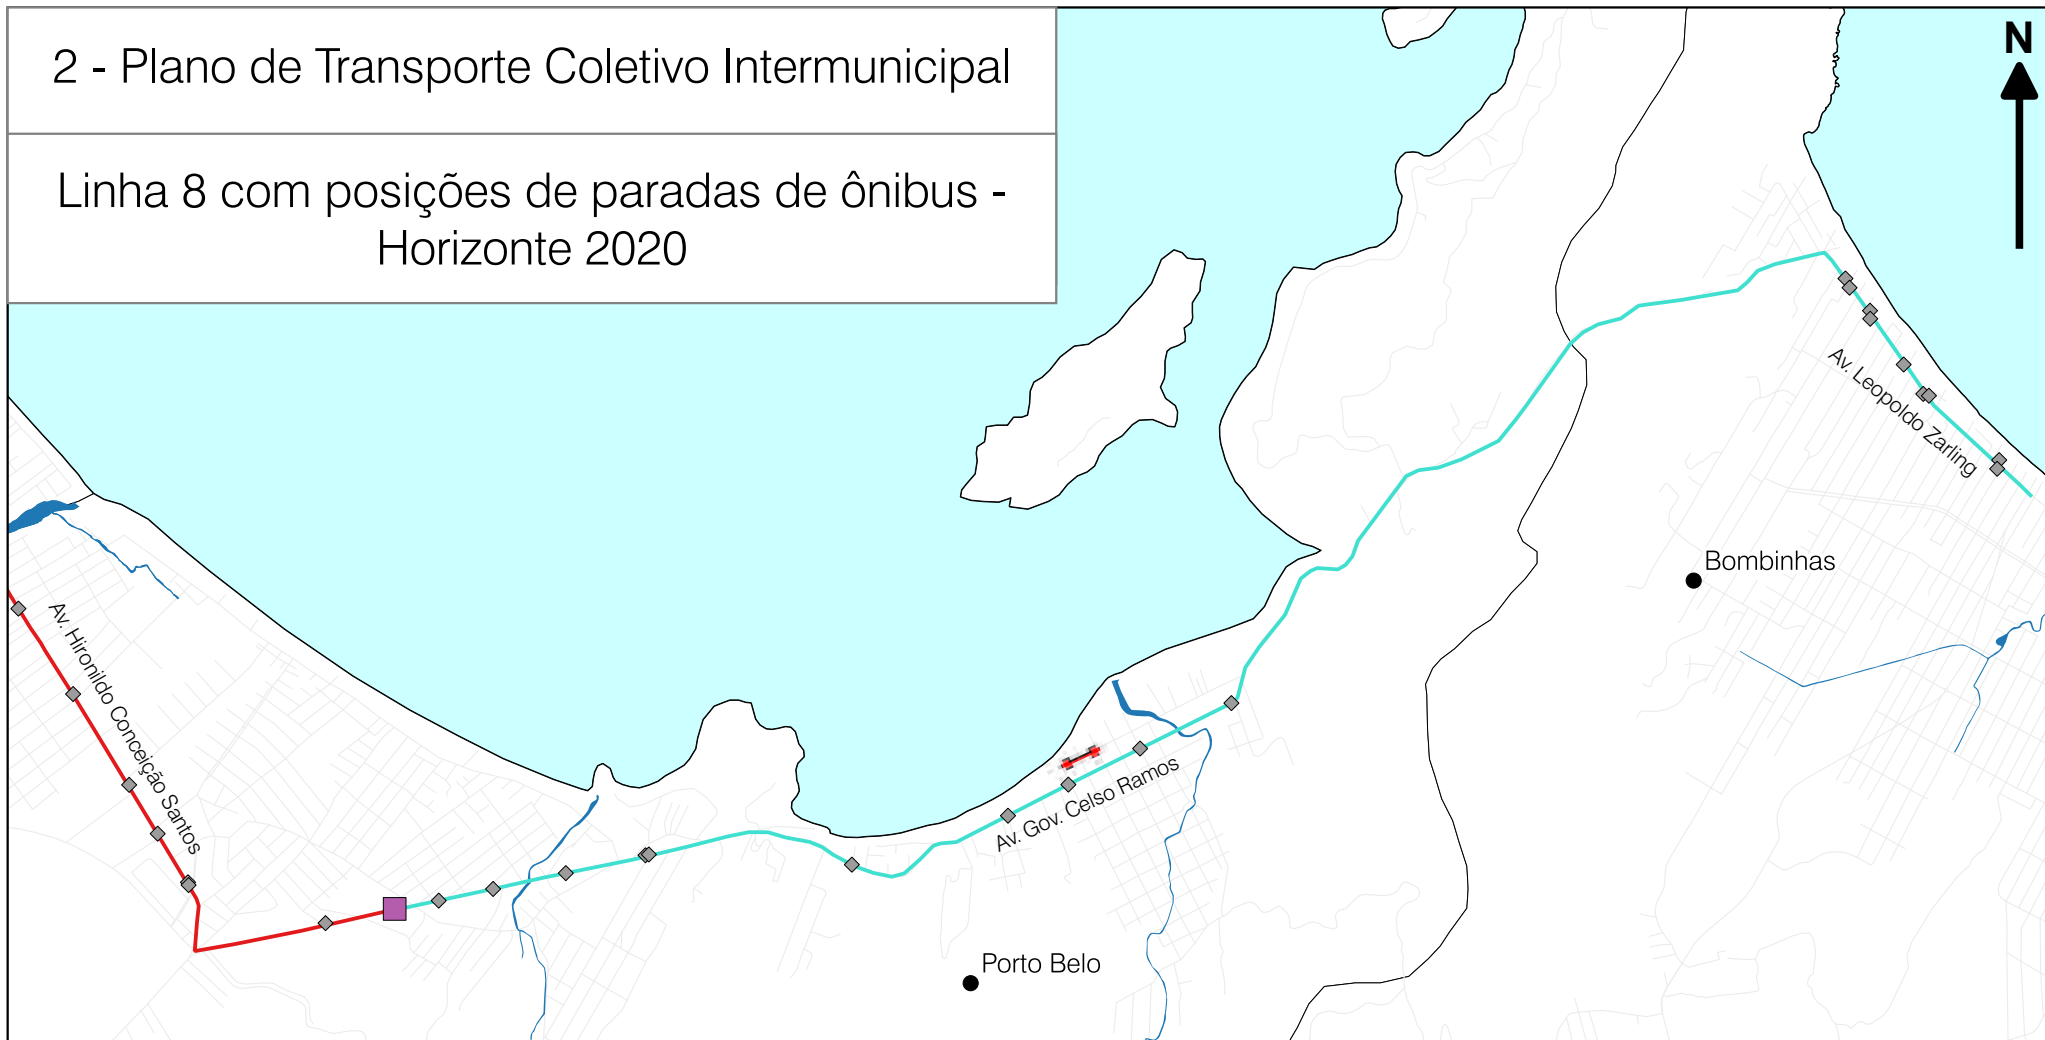 2 - Plano de Transporte Coletivo Intermunicipal
Linha 8 com posições de paradas de ônibus -
Horizonte 2020
N
Av. Leopoldo Zarling
Bombinhas
Av. Hironildo Conceição Santos
Av. Gov. Celso Ramos
Porto Belo